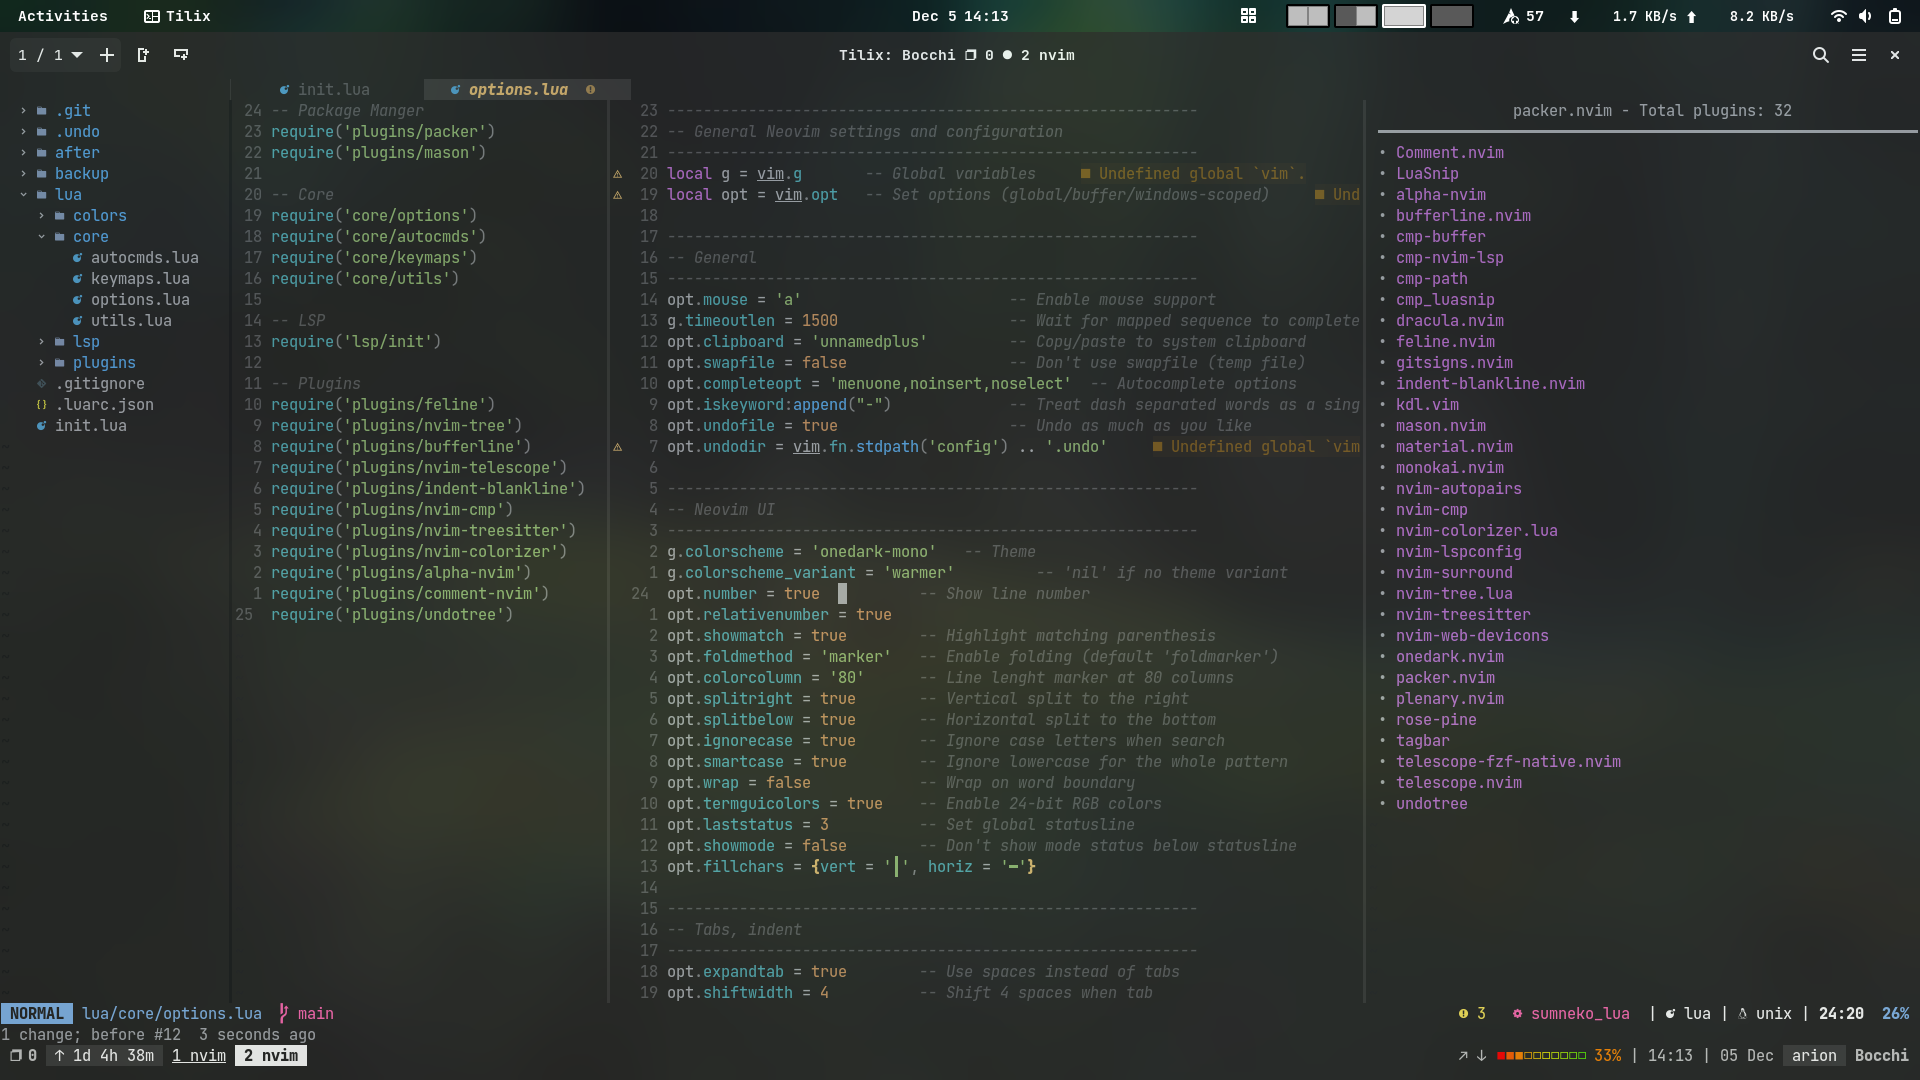 Activities Tilix Dec 5 14:13 57 1.7 KB/s 8.2 KB/s
1 / 1 Tilix: Bocchi 0 2 nvim
init.lua options.lua
.git
.undo
after
backup
lua
colors
core
autocmds.lua
keymaps.lua
options.lua
utils.lua
lsp
plugins
.gitignore
.luarc.json
init.lua
24 -- Package Manger
23 require('plugins/packer')
22 require('plugins/mason')
21
20 -- Core
19 require('core/options')
18 require('core/autocmds')
17 require('core/keymaps')
16 require('core/utils')
15
14 -- LSP
13 require('lsp/init')
12
11 -- Plugins
10 require('plugins/feline')
9 require('plugins/nvim-tree')
8 require('plugins/bufferline')
7 require('plugins/nvim-telescope')
6 require('plugins/indent-blankline')
5 require('plugins/nvim-cmp')
4 require('plugins/nvim-treesitter')
3 require('plugins/nvim-colorizer')
2 require('plugins/alpha-nvim')
1 require('plugins/comment-nvim')
25 require('plugins/undotree')
23 -----------------------------------------------------------
22 -- General Neovim settings and configuration
21 -----------------------------------------------------------
20 local g = vim.g -- Global variables ■ Undefined global `vim`.
19 local opt = vim.opt -- Set options (global/buffer/windows-scoped) ■ Und
18
17 -----------------------------------------------------------
16 -- General
15 -----------------------------------------------------------
14 opt.mouse = 'a' -- Enable mouse support
13 g.timeoutlen = 1500 -- Wait for mapped sequence to complete
12 opt.clipboard = 'unnamedplus' -- Copy/paste to system clipboard
11 opt.swapfile = false -- Don't use swapfile (temp file)
10 opt.completeopt = 'menuone,noinsert,noselect' -- Autocomplete options
9 opt.iskeyword:append("-") -- Treat dash separated words as a sing
8 opt.undofile = true -- Undo as much as you like
7 opt.undodir = vim.fn.stdpath('config') .. '.undo' ■ Undefined global `vim
6
5 -----------------------------------------------------------
4 -- Neovim UI
3 -----------------------------------------------------------
2 g.colorscheme = 'onedark-mono' -- Theme
1 g.colorscheme_variant = 'warmer' -- 'nil' if no theme variant
24 opt.number = true -- Show line number
1 opt.relativenumber = true
2 opt.showmatch = true -- Highlight matching parenthesis
3 opt.foldmethod = 'marker' -- Enable folding (default 'foldmarker')
4 opt.colorcolumn = '80' -- Line lenght marker at 80 columns
5 opt.splitright = true -- Vertical split to the right
6 opt.splitbelow = true -- Horizontal split to the bottom
7 opt.ignorecase = true -- Ignore case letters when search
8 opt.smartcase = true -- Ignore lowercase for the whole pattern
9 opt.wrap = false -- Wrap on word boundary
10 opt.termguicolors = true -- Enable 24-bit RGB colors
11 opt.laststatus = 3 -- Set global statusline
12 opt.showmode = false -- Don't show mode status below statusline
13 opt.fillchars = {vert = '┃', horiz = '━'}
14
15 -----------------------------------------------------------
16 -- Tabs, indent
17 -----------------------------------------------------------
18 opt.expandtab = true -- Use spaces instead of tabs
19 opt.shiftwidth = 4 -- Shift 4 spaces when tab
packer.nvim - Total plugins: 32
• Comment.nvim
• LuaSnip
• alpha-nvim
• bufferline.nvim
• cmp-buffer
• cmp-nvim-lsp
• cmp-path
• cmp_luasnip
• dracula.nvim
• feline.nvim
• gitsigns.nvim
• indent-blankline.nvim
• kdl.vim
• mason.nvim
• material.nvim
• monokai.nvim
• nvim-autopairs
• nvim-cmp
• nvim-colorizer.lua
• nvim-lspconfig
• nvim-surround
• nvim-tree.lua
• nvim-treesitter
• nvim-web-devicons
• onedark.nvim
• packer.nvim
• plenary.nvim
• rose-pine
• tagbar
• telescope-fzf-native.nvim
• telescope.nvim
• undotree
NORMAL lua/core/options.lua main 3 sumneko_lua | lua | unix | 24:20 26%
1 change; before #12 3 seconds ago
0 ↑ 1d 4h 38m 1 nvim 2 nvim ↗ ↓ 33% | 14:13 | 05 Dec arion Bocchi